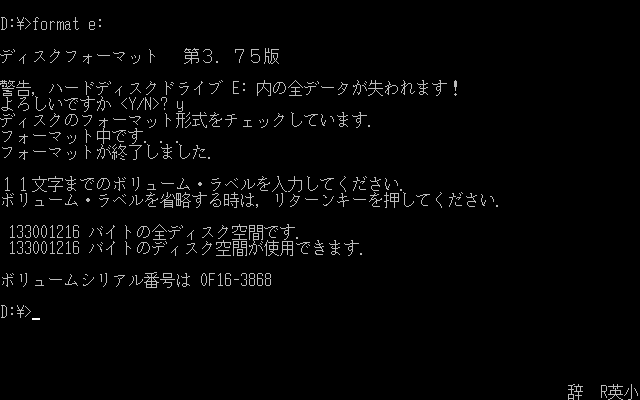 D:¥>format e:
ディスクフォーマット　第３．７５版
警告，ハードディスクドライブ E: 内の全データが失われます！
よろしいですか <Y/N>? y
ディスクのフォーマット形式をチェックしています．
フォーマット中です．．．
フォーマットが終了しました．
１１文字までのボリューム・ラベルを入力してください．
ボリューム・ラベルを省略する時は，リターンキーを押してください．
133001216 バイトの全ディスク空間です．
133001216 バイトのディスク空間が使用できます．
ボリュームシリアル番号は 0F16-3868
D:¥>_
辞　R英小